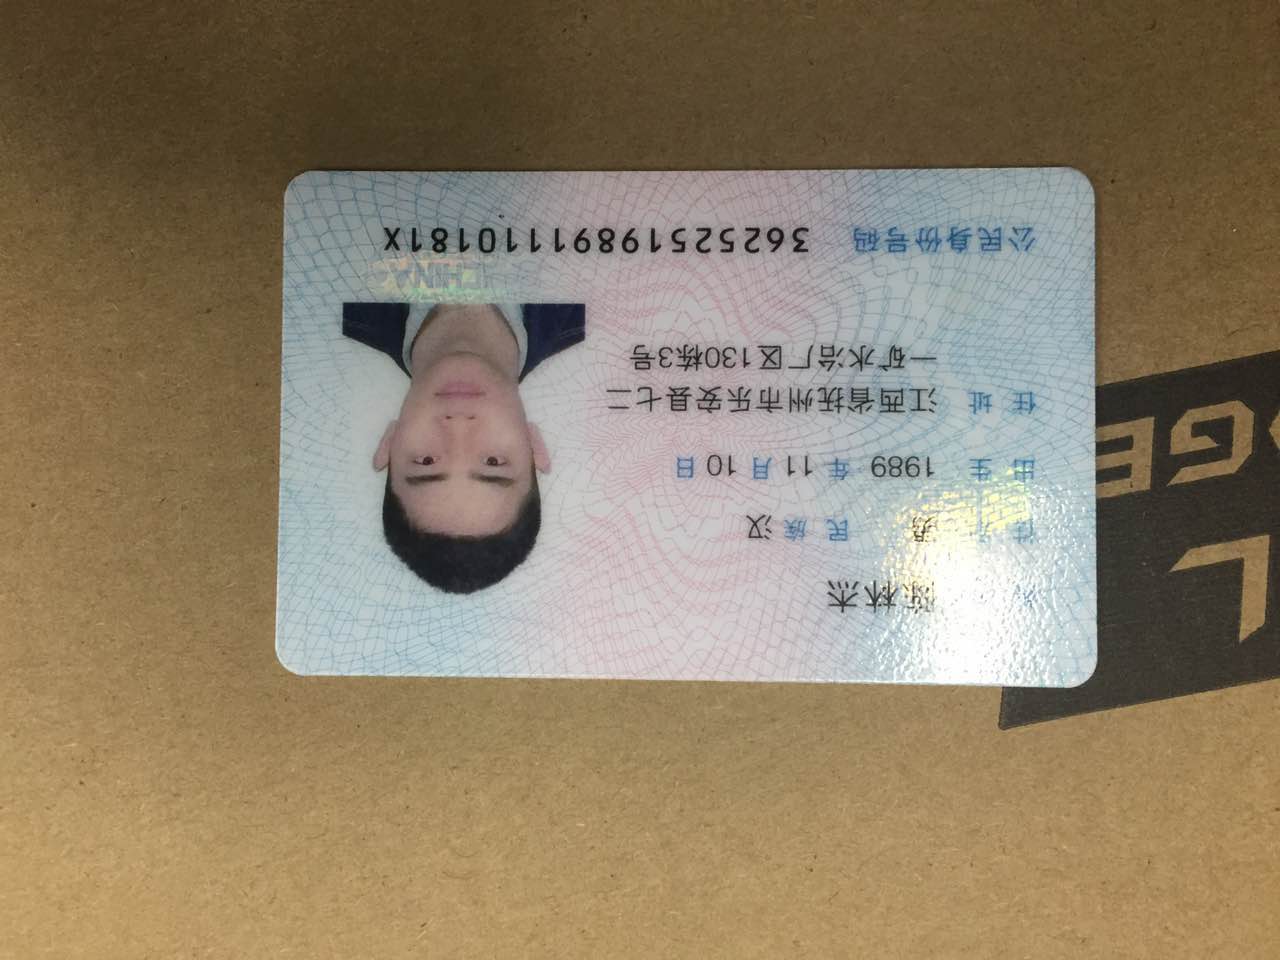 陈林杰
性别 男 民族 汉
出生 1989 年 11 月 10 日
住址 江西省抚州市乐安县七二
一矿水冶厂区130栋3号
公民身份号码 36252519891110181X
CHINA
GE
L